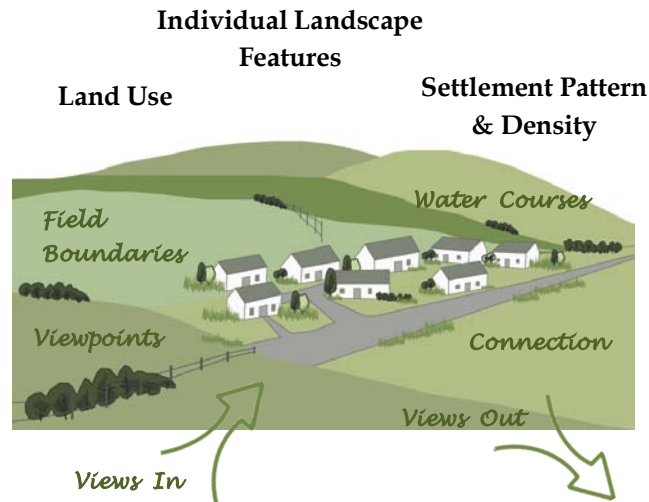 Individual Landscape
Features
Land Use
Settlement Pattern
& Density
Water Courses
Field
Boundaries
Viewpoints
Connection
Views Out
Views In